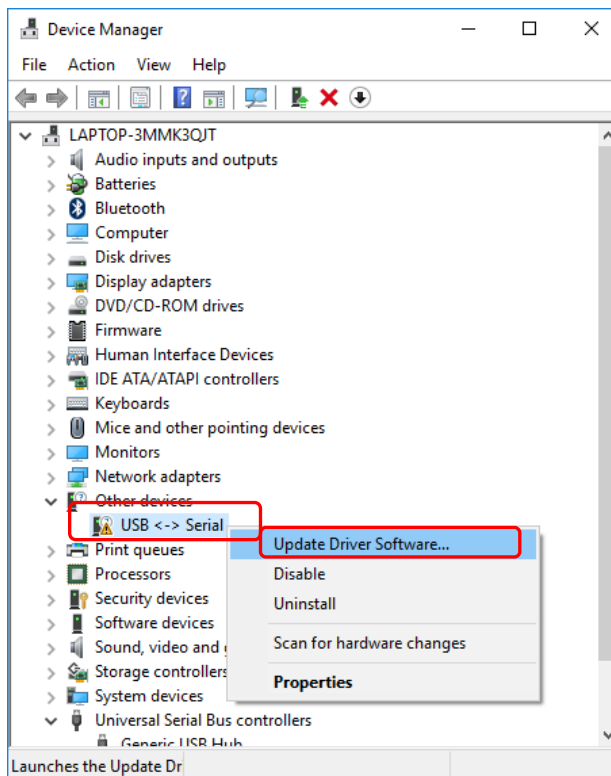 Device Manager
File Action View Help
LAPTOP-3MMK3QJT
Audio inputs and outputs
Batteries
Bluetooth
Computer
Disk drives
Display adapters
DVD/CD-ROM drives
Firmware
Human Interface Devices
IDE ATA/ATAPI controllers
Keyboards
Mice and other pointing devices
Monitors
Network adapters
Other devices
USB <-> Serial
Print queues
Processors
Security devices
Software devices
Sound, video and
Storage controllers
System devices
Universal Serial Bus controllers
Generic USB Hub
Update Driver Software...
Disable
Uninstall
Scan for hardware changes
Properties
Launches the Update Dr